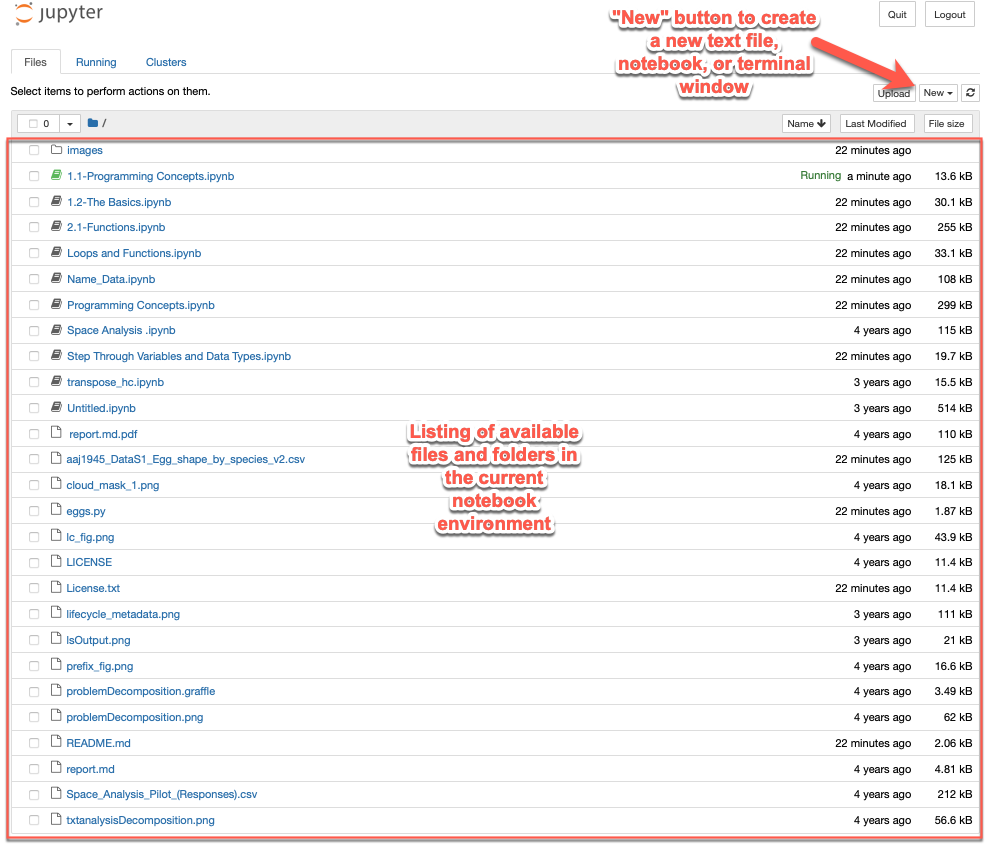 jupyter
"New" button to create
a new text file,
notebook, or terminal
window
Quit
Logout
Files
Running
Clusters
Select items to perform actions on them.
Upload
New
0
/
Name
Last Modified
File size
images 22 minutes ago
1.1-Programming Concepts.ipynb Running a minute ago 13.6 kB
1.2-The Basics.ipynb 22 minutes ago 30.1 kB
2.1-Functions.ipynb 22 minutes ago 255 kB
Loops and Functions.ipynb 22 minutes ago 33.1 kB
Name_Data.ipynb 22 minutes ago 108 kB
Programming Concepts.ipynb 22 minutes ago 299 kB
Space Analysis .ipynb 4 years ago 115 kB
Step Through Variables and Data Types.ipynb 22 minutes ago 19.7 kB
transpose_hc.ipynb 3 years ago 15.5 kB
Untitled.ipynb 3 years ago 514 kB
report.md.pdf 4 years ago 110 kB
aaj1945_DataS1_Egg_shape_by_species_v2.csv 22 minutes ago 125 kB
cloud_mask_1.png 4 years ago 18.1 kB
eggs.py 22 minutes ago 1.87 kB
lc_fig.png 4 years ago 43.9 kB
LICENSE 4 years ago 11.4 kB
License.txt 22 minutes ago 11.4 kB
lifecycle_metadata.png 3 years ago 111 kB
lsOutput.png 3 years ago 21 kB
prefix_fig.png 4 years ago 16.6 kB
problemDecomposition.graffle 4 years ago 3.49 kB
problemDecomposition.png 4 years ago 62 kB
README.md 22 minutes ago 2.06 kB
report.md 4 years ago 4.81 kB
Space_Analysis_Pilot_(Responses).csv 4 years ago 212 kB
txtanalysisDecomposition.png 4 years ago 56.6 kB
Listing of available
files and folders in
the current
notebook
environment